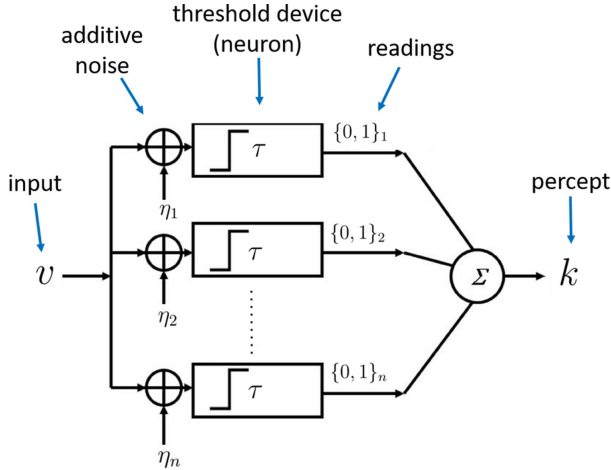 threshold device
(neuron)
additive
noise
readings
{0, 1}₁
τ
input
η₁
percept
{0, 1}₂
τ
v
Σ
k
η₂
{0, 1}ₙ
τ
ηₙ